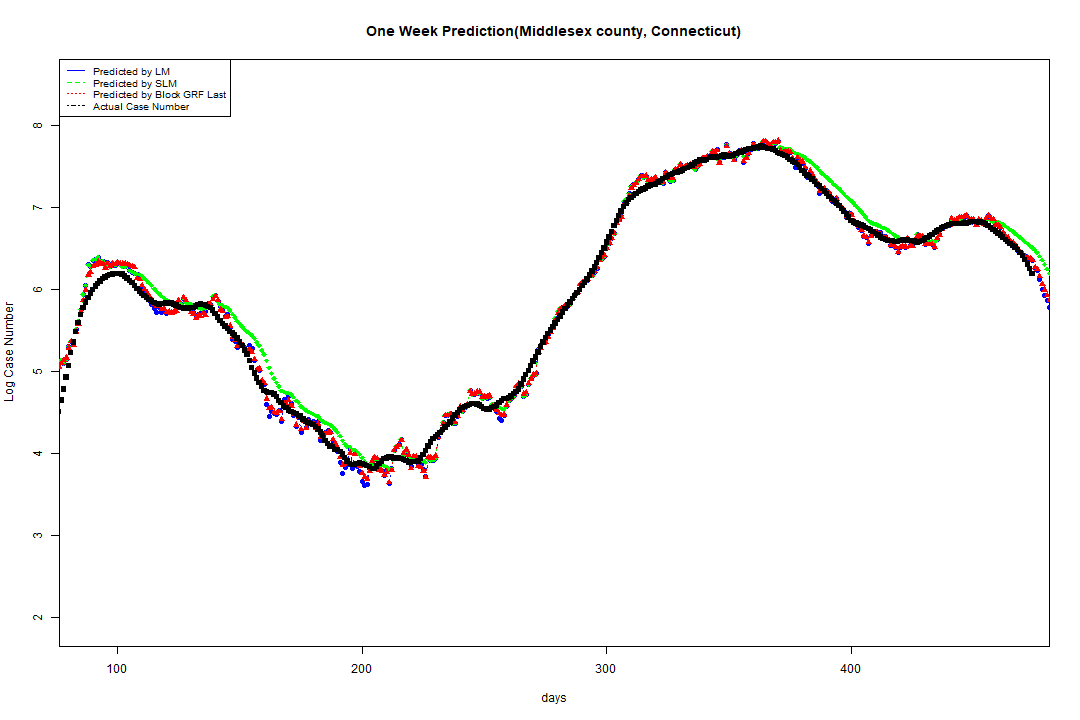 One Week Prediction(Middlesex county, Connecticut)
Predicted by LM
Predicted by SLM
Predicted by Block GRF Last
Actual Case Number
8
7
6
5
4
3
2
Log Case Number
100 200 300 400
days